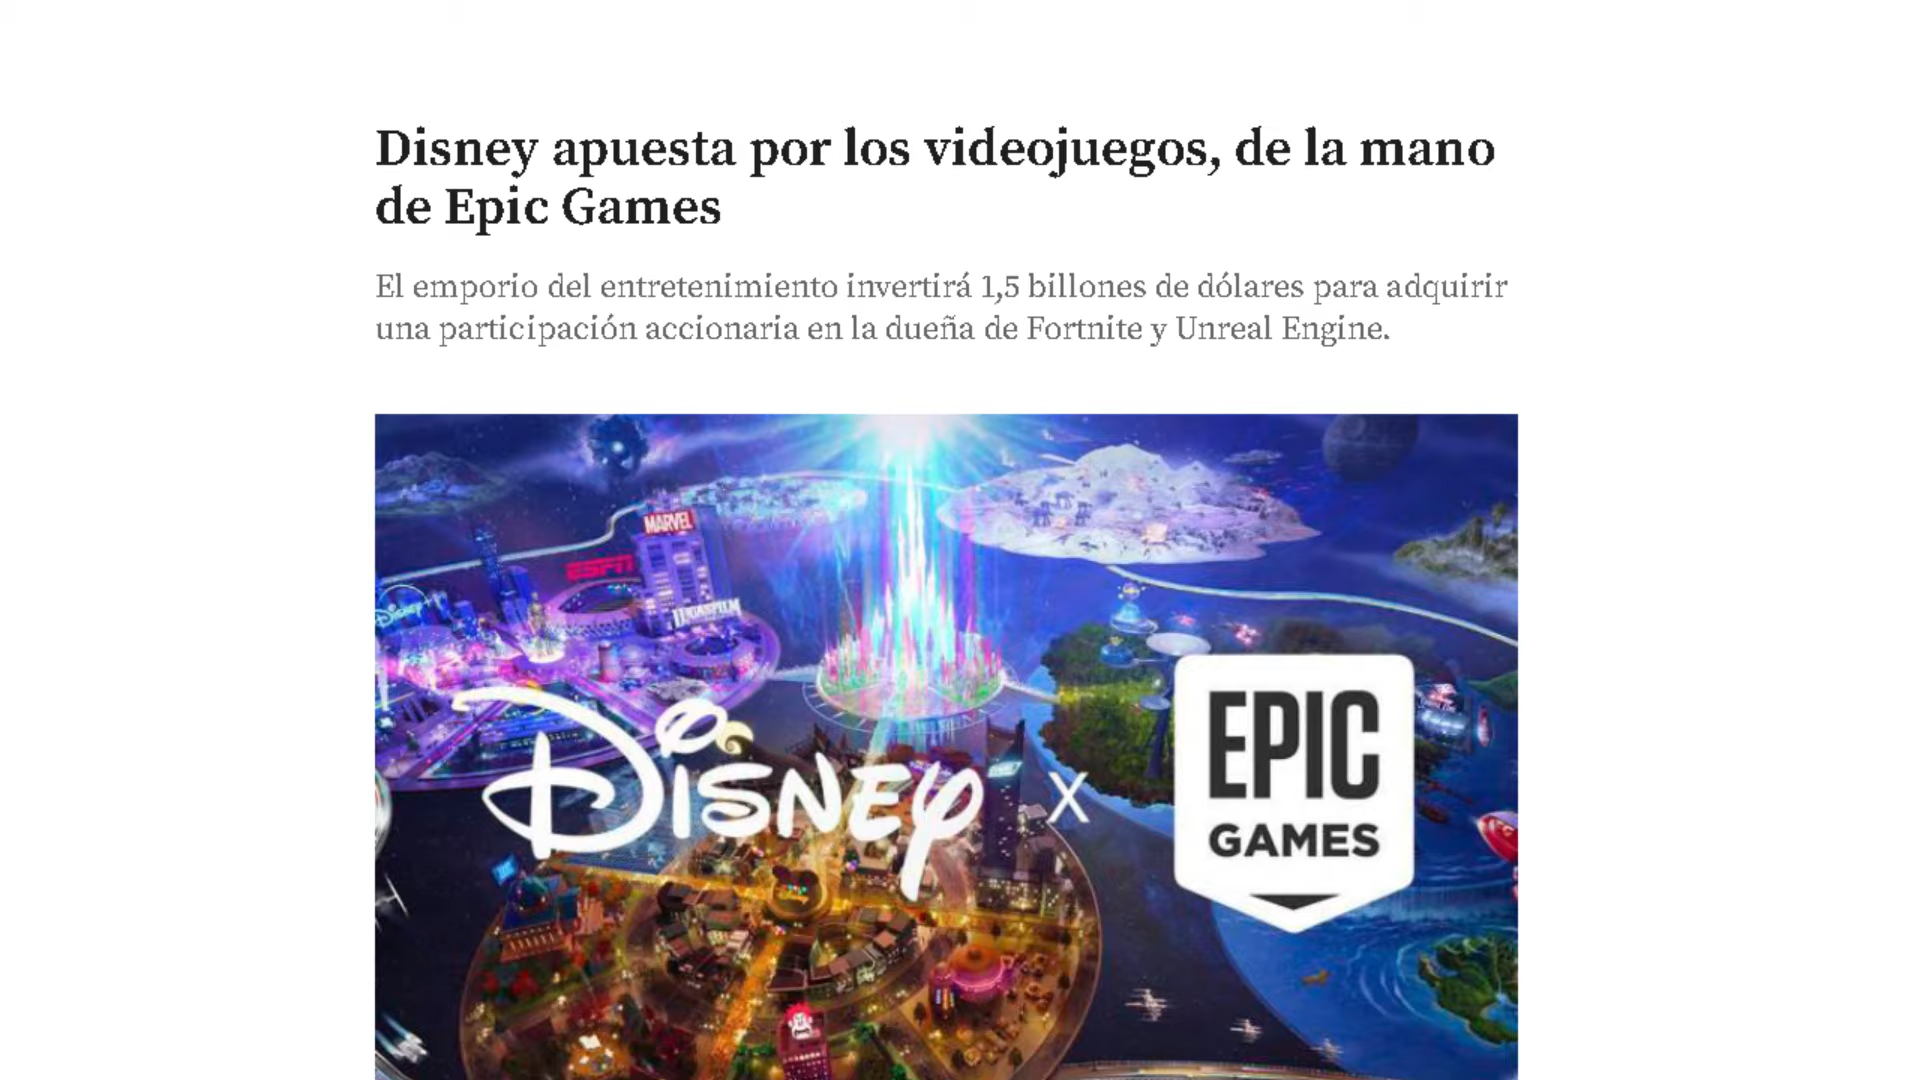 Disney apuesta por los videojuegos, de la mano
de Epic Games
El emporio del entretenimiento invertirá 1,5 billones de dólares para adquirir
una participación accionaria en la dueña de Fortnite y Unreal Engine.
MARVEL
ESPN
LUCASFILM
Disney+
DISNEY X EPIC
GAMES